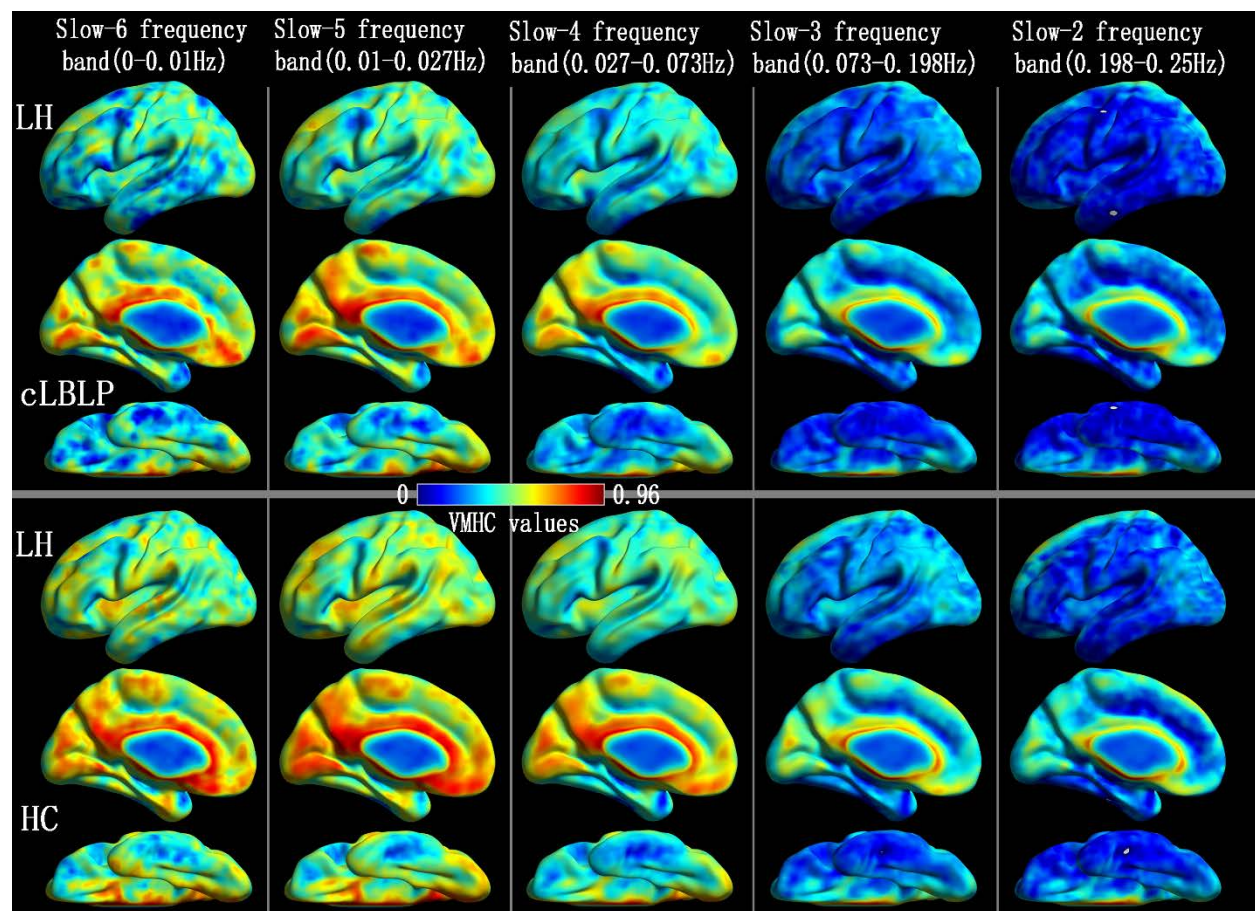 Slow-6 frequency
band(0-0.01Hz)
Slow-5 frequency
band(0.01-0.027Hz)
Slow-4 frequency
band(0.027-0.073Hz)
Slow-3 frequency
band(0.073-0.198Hz)
Slow-2 frequency
band(0.198-0.25Hz)
LH
cLBLP
0 0.96
VMHC values
LH
HC